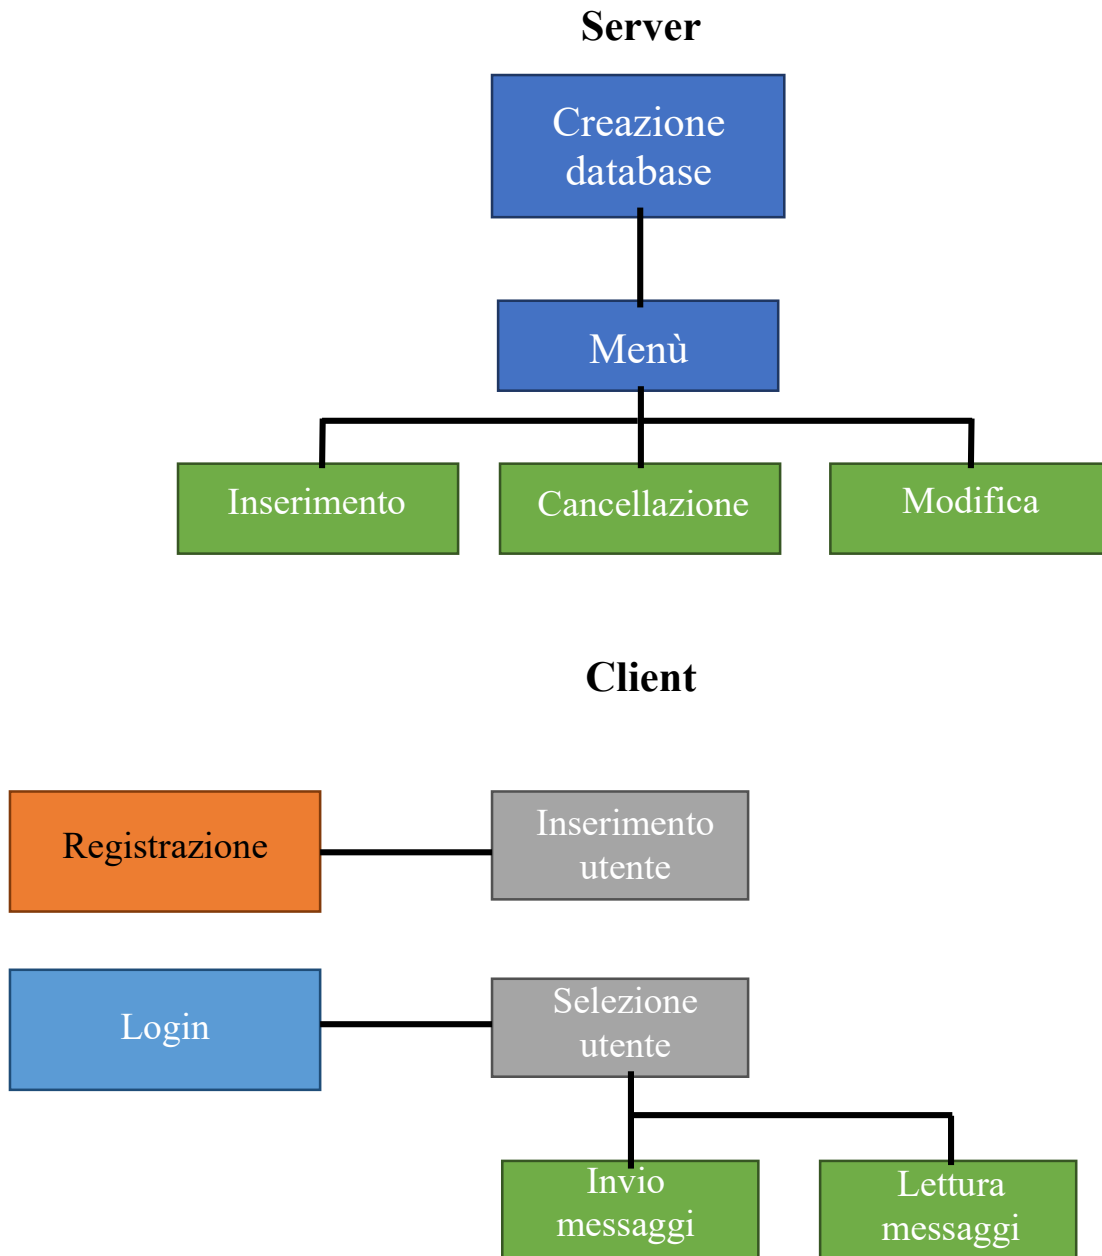 Server
Creazione
database
Menù
Inserimento
Cancellazione
Modifica
Client
Registrazione
Inserimento
utente
Login
Selezione
utente
Invio
messaggi
Lettura
messaggi